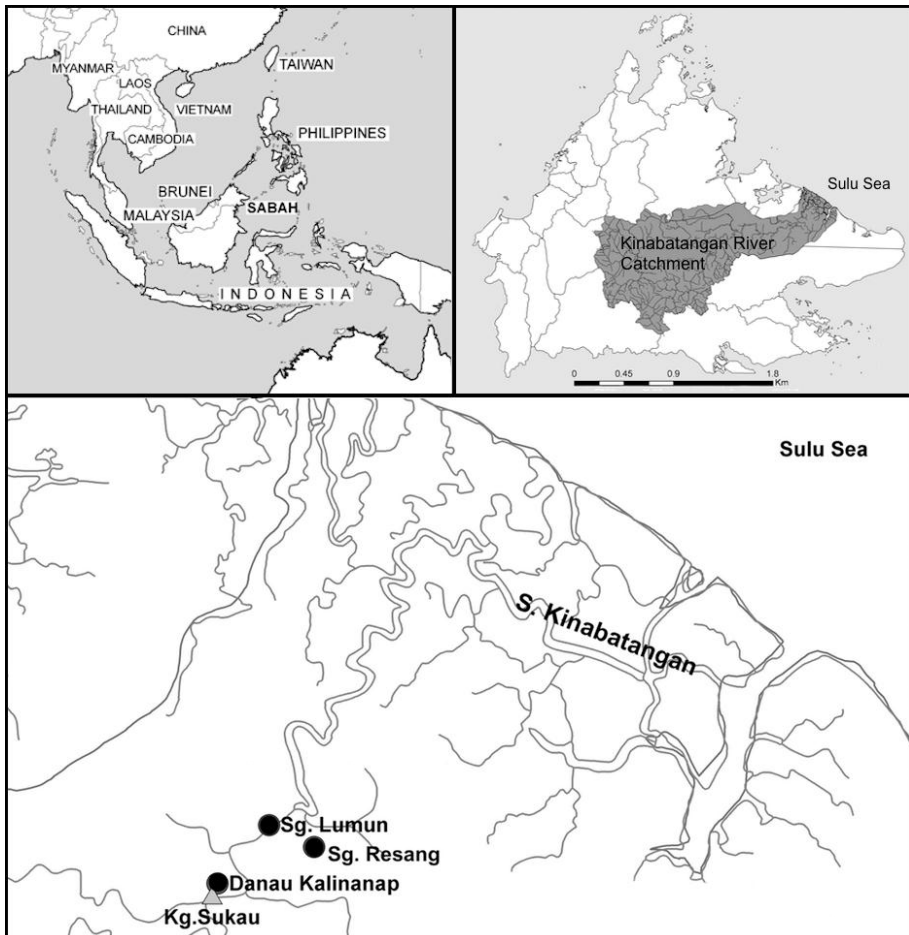 CHINA
TAIWAN
MYANMAR
LAOS
THAILAND
VIETNAM
CAMBODIA
PHILIPPINES
BRUNEI
SABAH
MALAYSIA
INDONESIA
Sulu Sea
Kinabatangan River
Catchment
0 0.45 0.9 1.8
Km
Sulu Sea
S. Kinabatangan
Sg. Lumun
Sg. Resang
Danau Kalinanap
Kg.Sukau